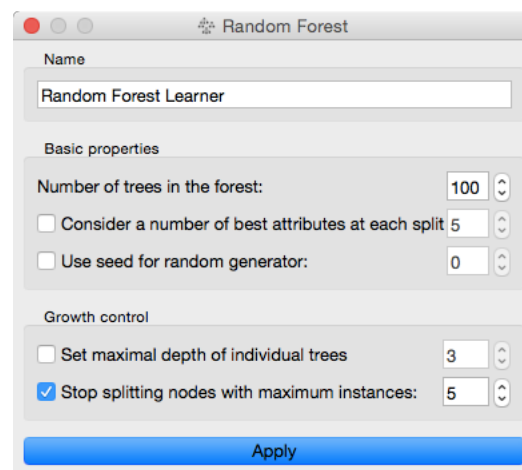 Random Forest
Name
Random Forest Learner
Basic properties
Number of trees in the forest: 100
Consider a number of best attributes at each split 5
Use seed for random generator: 0
Growth control
Set maximal depth of individual trees 3
Stop splitting nodes with maximum instances: 5
Apply